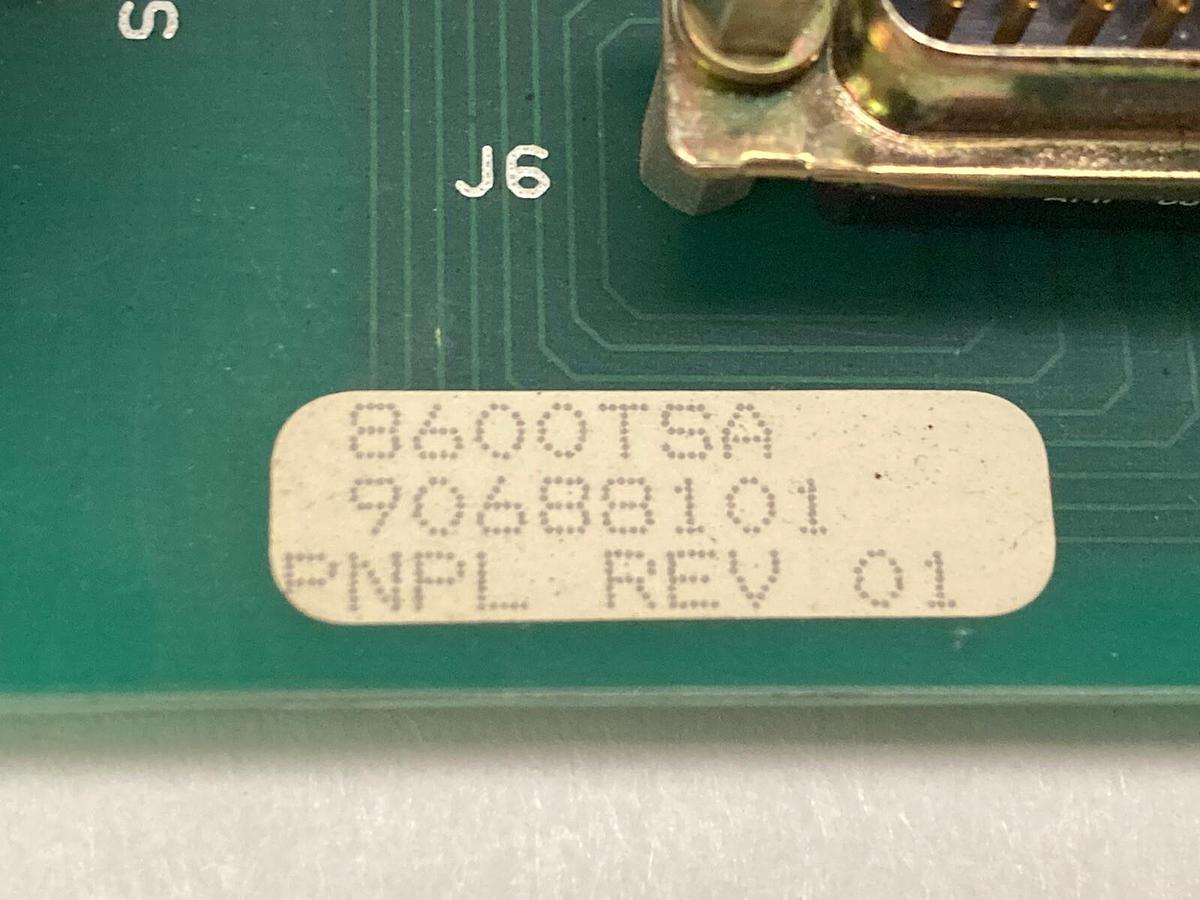 S
J6
8600TSA
90688101
PNPL REV 01